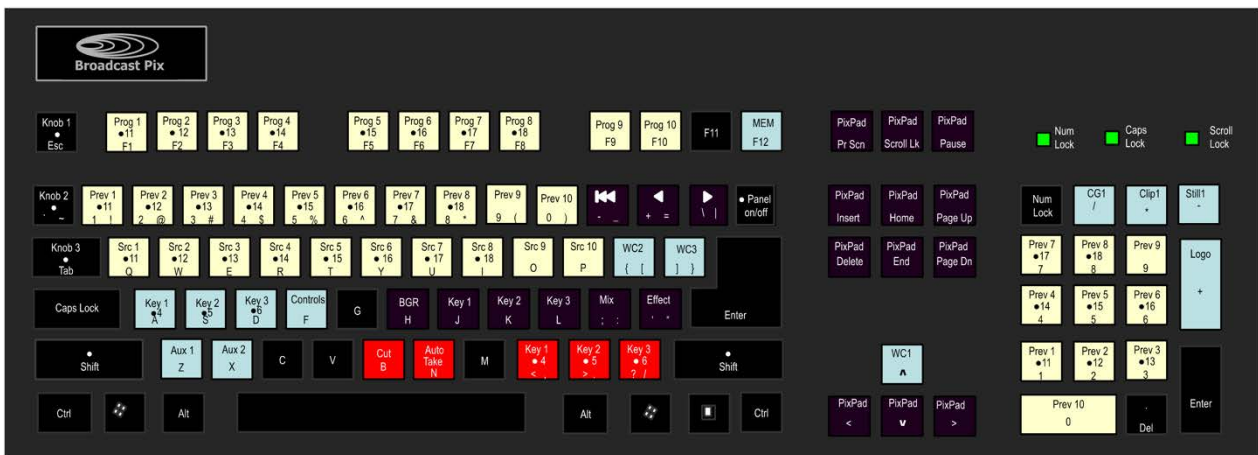 Broadcast Pix
Knob 1 Prog 1 Prog 2 Prog 3 Prog 4 Prog 5 Prog 6 Prog 7 Prog 8 Prog 9 Prog 10 F11 MEM PixPad PixPad PixPad
•11 •12 •13 •14 •15 •16 •17 •18
Esc F1 F2 F3 F4 F5 F6 F7 F8 F9 F10 F12 Pr Scn Scroll Lk Pause
Num Lock Caps Lock Scroll Lock
Knob 2 Prev 1 Prev 2 Prev 3 Prev 4 Prev 5 Prev 6 Prev 7 Prev 8 Prev 9 Prev 10 • Panel on/off PixPad PixPad PixPad Num Lock CG1 Clip1 Still1
•11 •12 •13 •14 •15 •16 •17 •18
` ~ 1 ! 2 @ 3 # 4 $ 5 % 6 ^ 7 & 8 * 9 ( 0 ) - _ + = \ | Insert Home Page Up / * -
Knob 3 Src 1 Src 2 Src 3 Src 4 Src 5 Src 6 Src 7 Src 8 Src 9 Src 10 WC2 WC3 PixPad PixPad PixPad Prev 7 Prev 8 Prev 9 Logo
•11 •12 •13 •14 •15 •16 •17 •18 •17 •18
Tab Q W E R T Y U I O P { [ ] } Delete End Page Dn 7 8 9 +
Caps Lock Key 1 Key 2 Key 3 Controls G BGR Key 1 Key 2 Key 3 Mix Effect Enter Prev 4 Prev 5 Prev 6
•4 •5 •6 •14 •15 •16
A S D F H J K L ; : ' " 4 5 6
Shift Aux 1 Aux 2 C V Cut Auto Take M Key 1 Key 2 Key 3 Shift WC1 Prev 1 Prev 2 Prev 3
•4 •5 •6 •11 •12 •13
Z X B N < , > . ? / ʌ 1 2 3
Ctrl Alt Alt Ctrl PixPad PixPad PixPad Prev 10 . Enter
< v > 0 Del